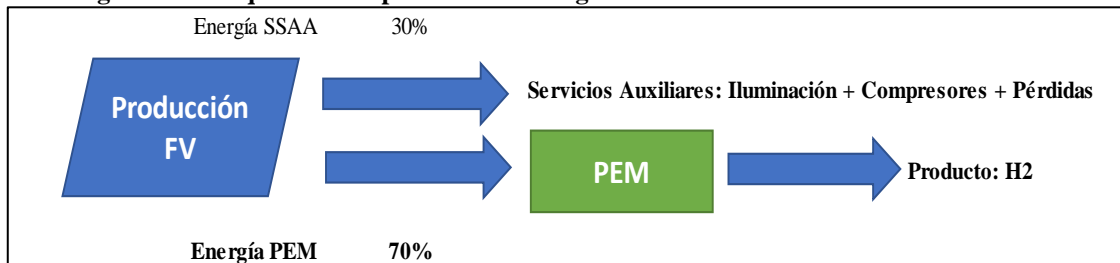 Energía SSAA 30%
Producción
FV
Servicios Auxiliares: Iluminación + Compresores + Pérdidas
PEM
Producto: H2
Energía PEM 70%